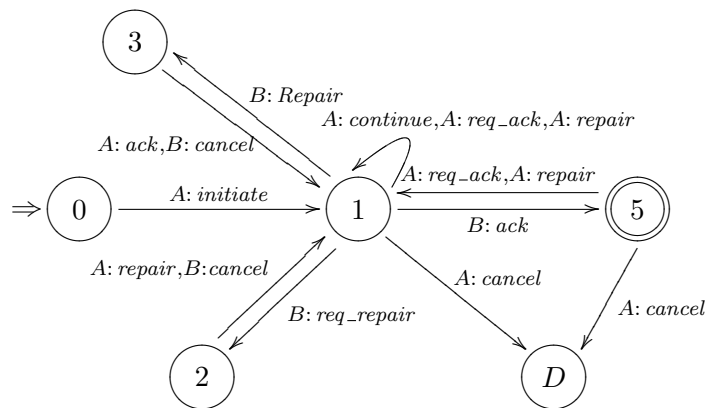 3
B: Repair
A: continue,A: req_ack,A: repair
A: ack,B: cancel
A: req_ack,A: repair
⇒ 0
A: initiate
1
5
B: ack
A: repair,B:cancel
A: cancel
B: req_repair
A: cancel
2
D